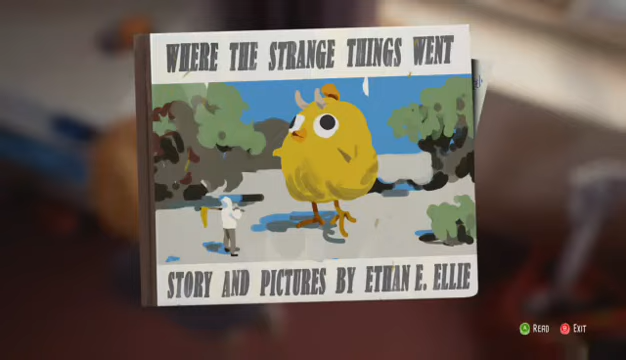 WHERE THE STRANGE THINGS WENT
STORY AND PICTURES BY ETHAN E. ELLIE
A READ B EXIT